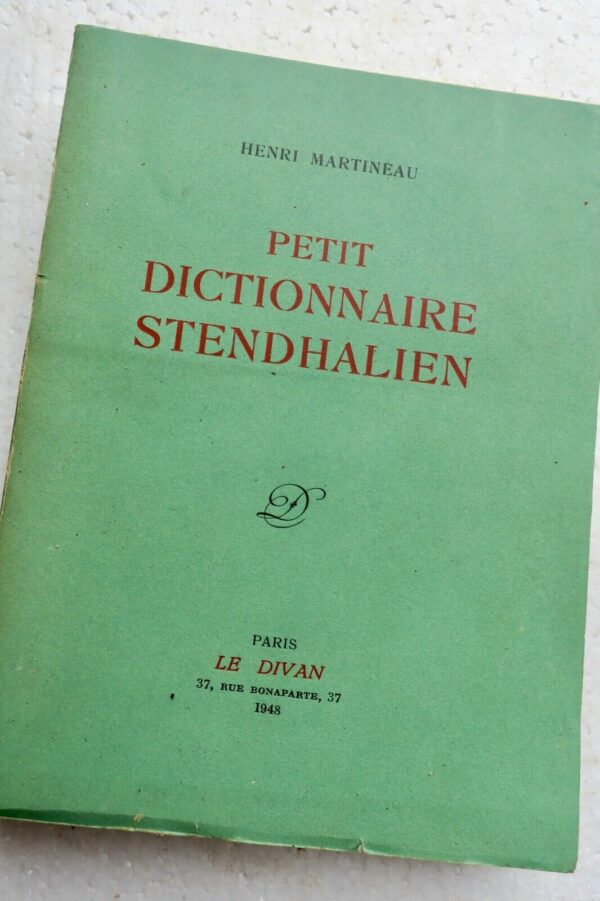 HENRI MARTINEAU
PETIT
DICTIONNAIRE
STENDHALIEN
D
PARIS
LE DIVAN
37, RUE BONAPARTE, 37
1948